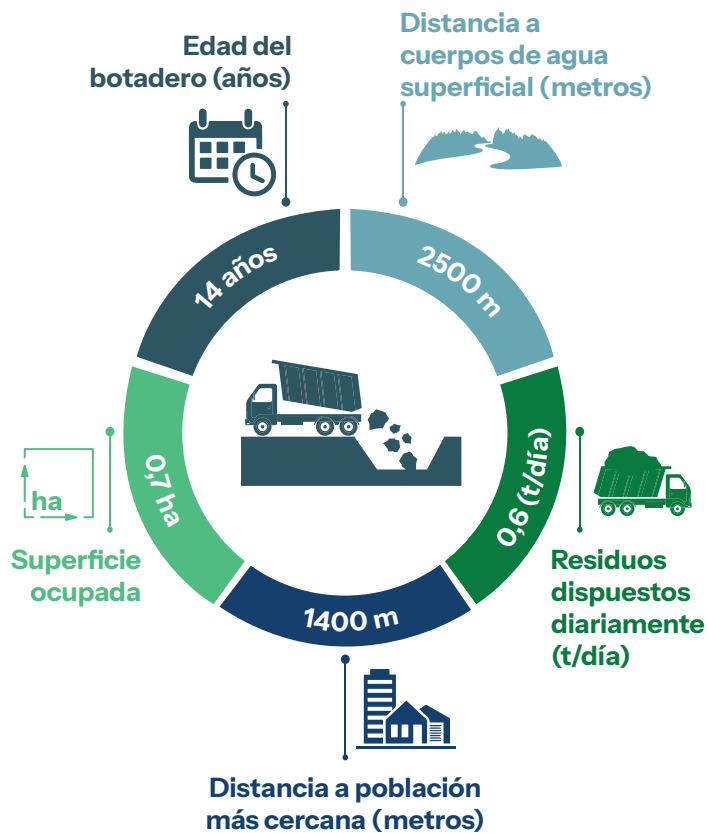 Edad del
botadero (años)
Distancia a
cuerpos de agua
superficial (metros)
14 años
2500 m
0,7 ha
0,6 (t/día)
1400 m
ha
Superficie
ocupada
Residuos
dispuestos
diariamente
(t/día)
Distancia a población
más cercana (metros)